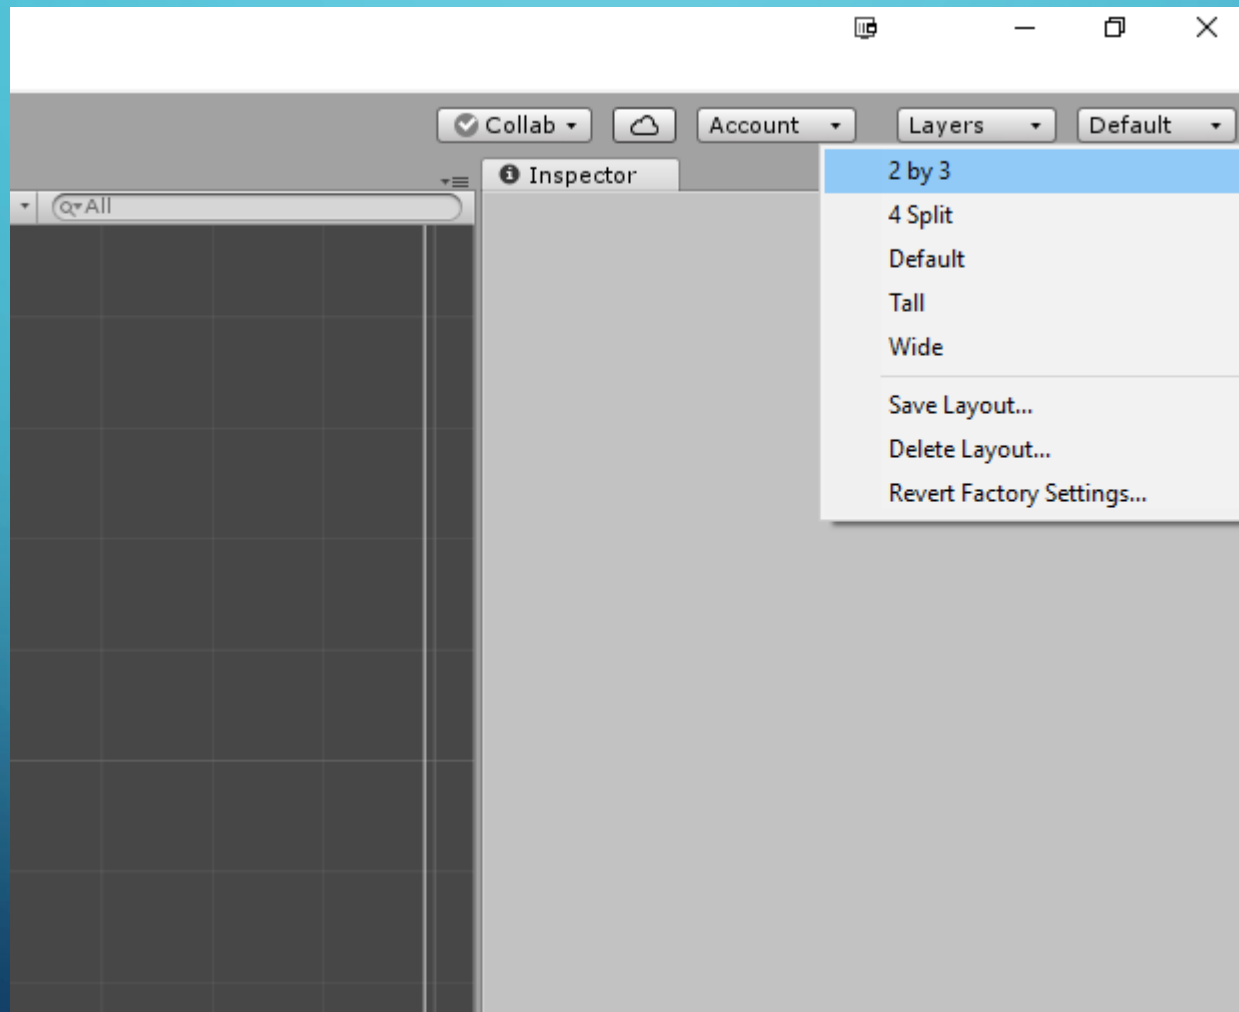 Collab
Account
Layers
Default
Inspector
All
2 by 3
4 Split
Default
Tall
Wide
Save Layout...
Delete Layout...
Revert Factory Settings...